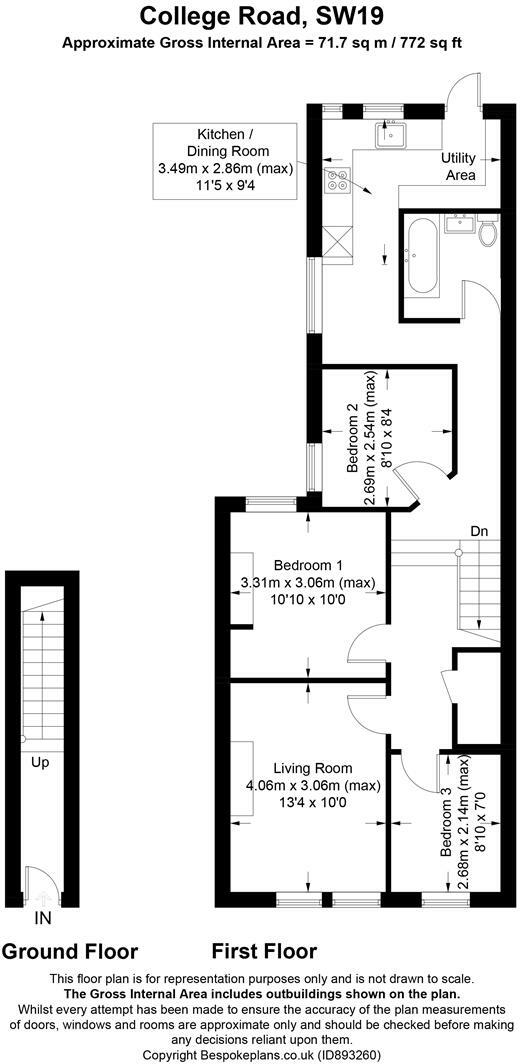 College Road, SW19
Approximate Gross Internal Area = 71.7 sq m / 772 sq ft
Kitchen /
Dining Room
3.49m x 2.86m (max)
11'5 x 9'4
Utility
Area
Bedroom 2
2.69m x 2.54m (max)
8'10 x 8'4
Dn
Bedroom 1
3.31m x 3.06m (max)
10'10 x 10'0
Up
Living Room
4.06m x 3.06m (max)
13'4 x 10'0
Bedroom 3
2.68m x 2.14m (max)
8'10 x 7'0
IN
Ground Floor
First Floor
This floor plan is for representation purposes only and is not drawn to scale.
The Gross Internal Area includes outbuildings shown on the plan.
Whilst every attempt has been made to ensure the accuracy of the plan measurements
of doors, windows and rooms are approximate only and should be checked before making
any decisions reliant upon them.
Copyright Bespokeplans.co.uk (ID893260)